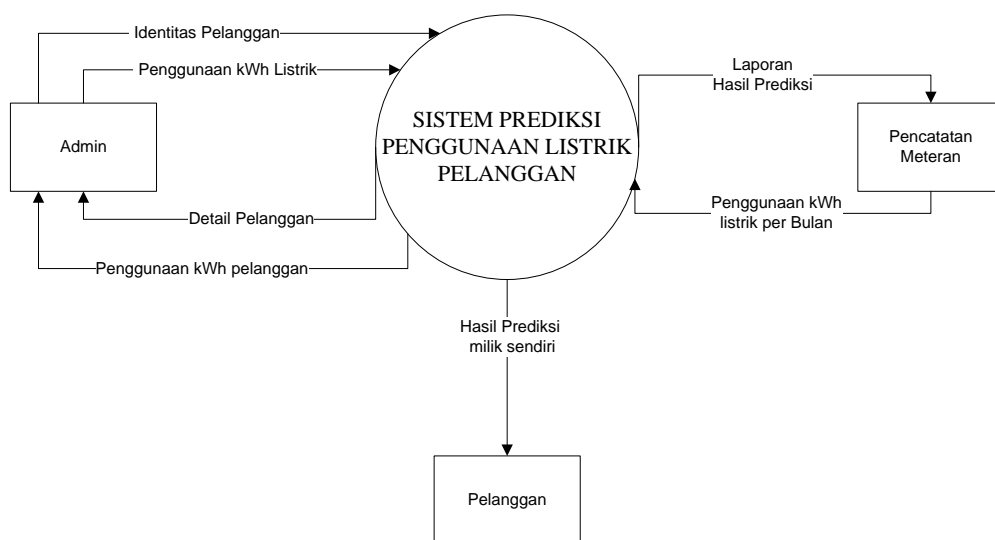 Identitas Pelanggan
Penggunaan kWh Listrik
Admin
Detail Pelanggan
Penggunaan kWh pelanggan
SISTEM PREDIKSI
PENGGUNAAN LISTRIK
PELANGGAN
Laporan
Hasil Prediksi
Pencatatan
Meteran
Penggunaan kWh
listrik per Bulan
Hasil Prediksi
milik sendiri
Pelanggan